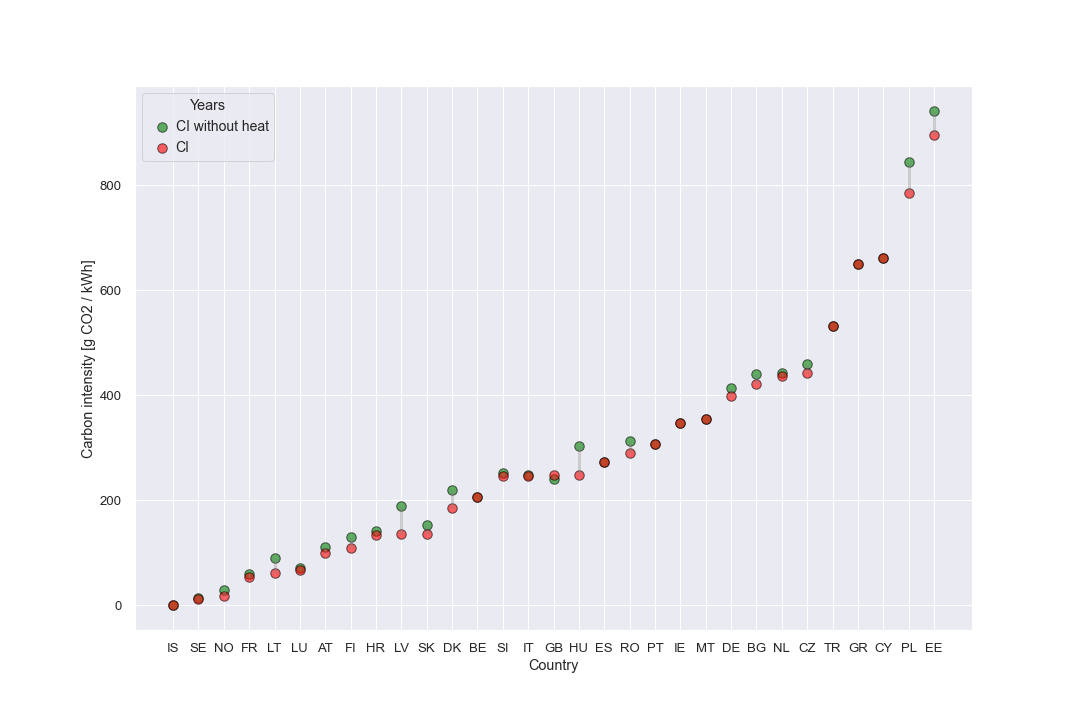 Years
CI without heat
CI
Carbon intensity [g CO2 / kWh]
800
600
400
200
0
IS SE NO FR LT LU AT FI HR LV SK DK BE SI IT GB HU ES RO PT IE MT DE BG NL CZ TR GR CY PL EE
Country